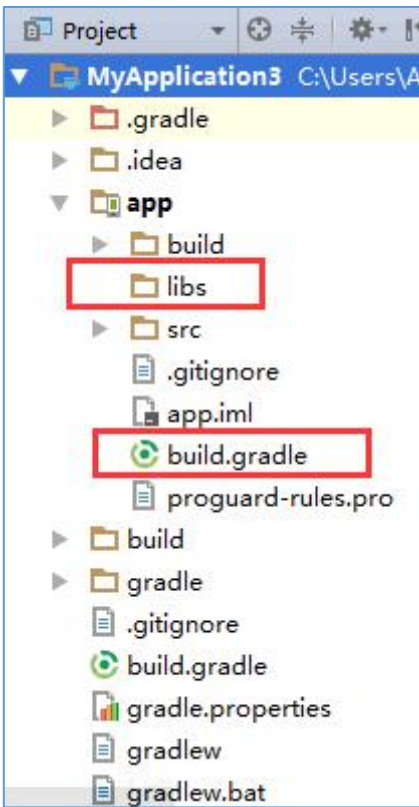 Project
MyApplication3 C:\Users\A
.gradle
.idea
app
build
libs
src
.gitignore
app.iml
build.gradle
proguard-rules.pro
build
gradle
.gitignore
build.gradle
gradle.properties
gradlew
gradlew.bat